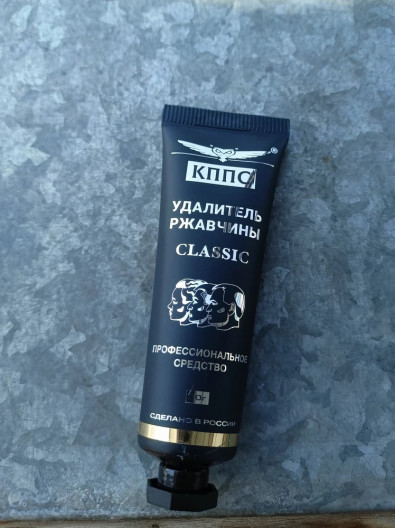 ®
КППС
УДАЛИТЕЛЬ
РЖАВЧИНЫ
CLASSIC
ПРОФЕССИОНАЛЬНОЕ
СРЕДСТВО
СДЕЛАНО В РОССИИ